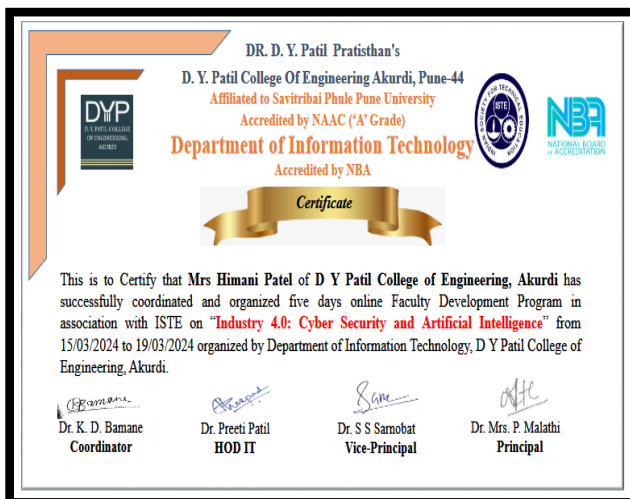 DR. D. Y. Patil Pratisthan's
D. Y. Patil College Of Engineering Akurdi, Pune-44
Affiliated to Savitribai Phule Pune University
Accredited by NAAC ('A' Grade)
Department of Information Technology
Accredited by NBA
DYP
D. Y. PATIL COLLEGE
OF ENGINEERING,
AKURDI
INDIAN SOCIETY FOR TECHNICAL EDUCATION
ISTE
NBA
NATIONAL BOARD
OF ACCREDITATION
Certificate
This is to Certify that Mrs Himani Patel of D Y Patil College of Engineering, Akurdi has
successfully coordinated and organized five days online Faculty Development Program in
association with ISTE on “Industry 4.0: Cyber Security and Artificial Intelligence” from
15/03/2024 to 19/03/2024 organized by Department of Information Technology, D Y Patil College of
Engineering, Akurdi.
Dr. K. D. Bamane
Coordinator
Dr. Preeti Patil
HOD IT
Dr. S S Sarnobat
Vice-Principal
Dr. Mrs. P. Malathi
Principal